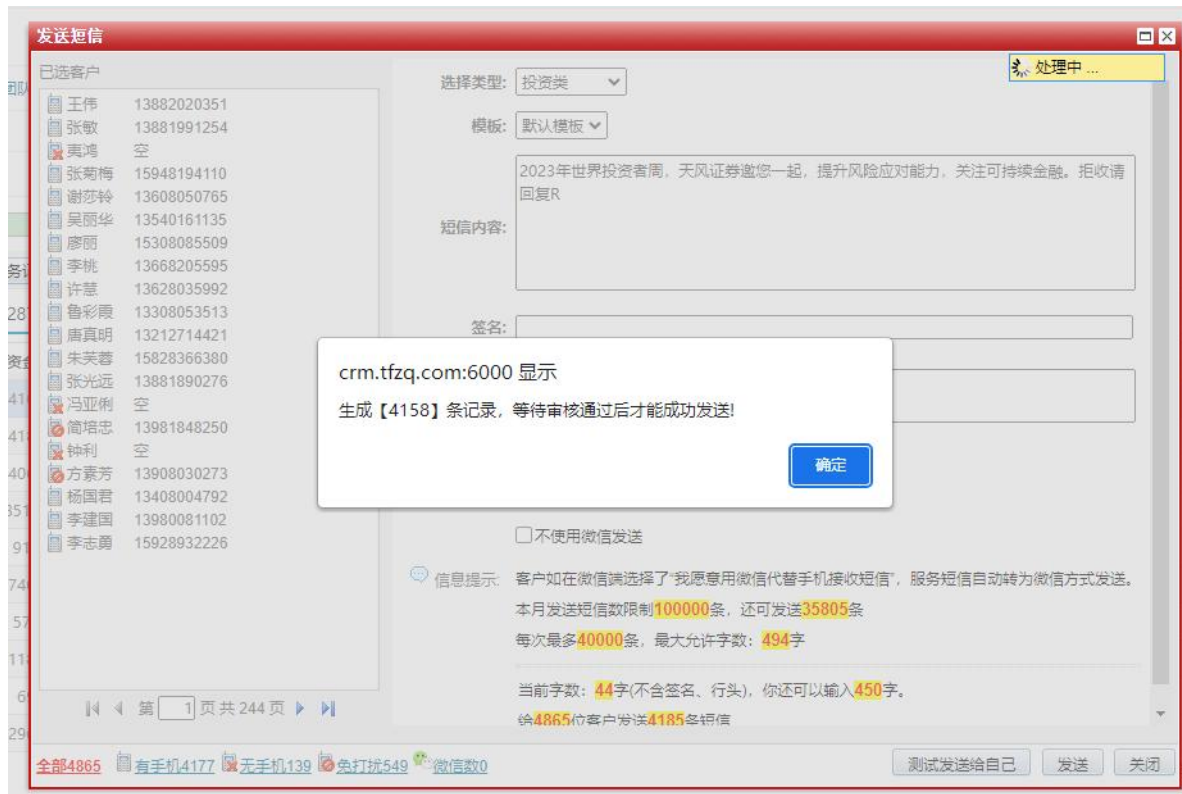 发送短信
处理中 ...
已选客户
王伟 13882020351
张敏 13881991254
夷鸿 空
张菊梅 15948194110
谢莎铃 13608050765
吴丽华 13540161135
廖丽 15308085509
李桃 13668205595
许慧 13628035992
鲁彩霞 13308053513
唐真明 13212714421
朱芙蓉 15828366380
张光远 13881890276
冯亚俐 空
简培忠 13981848250
钟利 空
方素芳 13908030273
杨国君 13408004792
李建国 13980081102
李志勇 15928932226
第 1 页共244页
选择类型: 投资类
模板: 默认模板
短信内容:
2023年世界投资者周，天风证券邀您一起，提升风险应对能力，关注可持续金融。拒收请
回复R
签名:
crm.tfzq.com:6000 显示
生成【4158】条记录，等待审核通过后才能成功发送!
确定
不使用微信发送
信息提示: 客户如在微信端选择了“我愿意用微信代替手机接收短信”，服务短信自动转为微信方式发送。
本月发送短信数限制100000条，还可发送35805条
每次最多40000条，最大允许字数：494字
当前字数：44字(不含签名、行头)，你还可以输入450字。
给4865位客户发送4185条短信
全部4865 有手机4177 无手机139 免打扰549 微信数0
测试发送给自己 发送 关闭